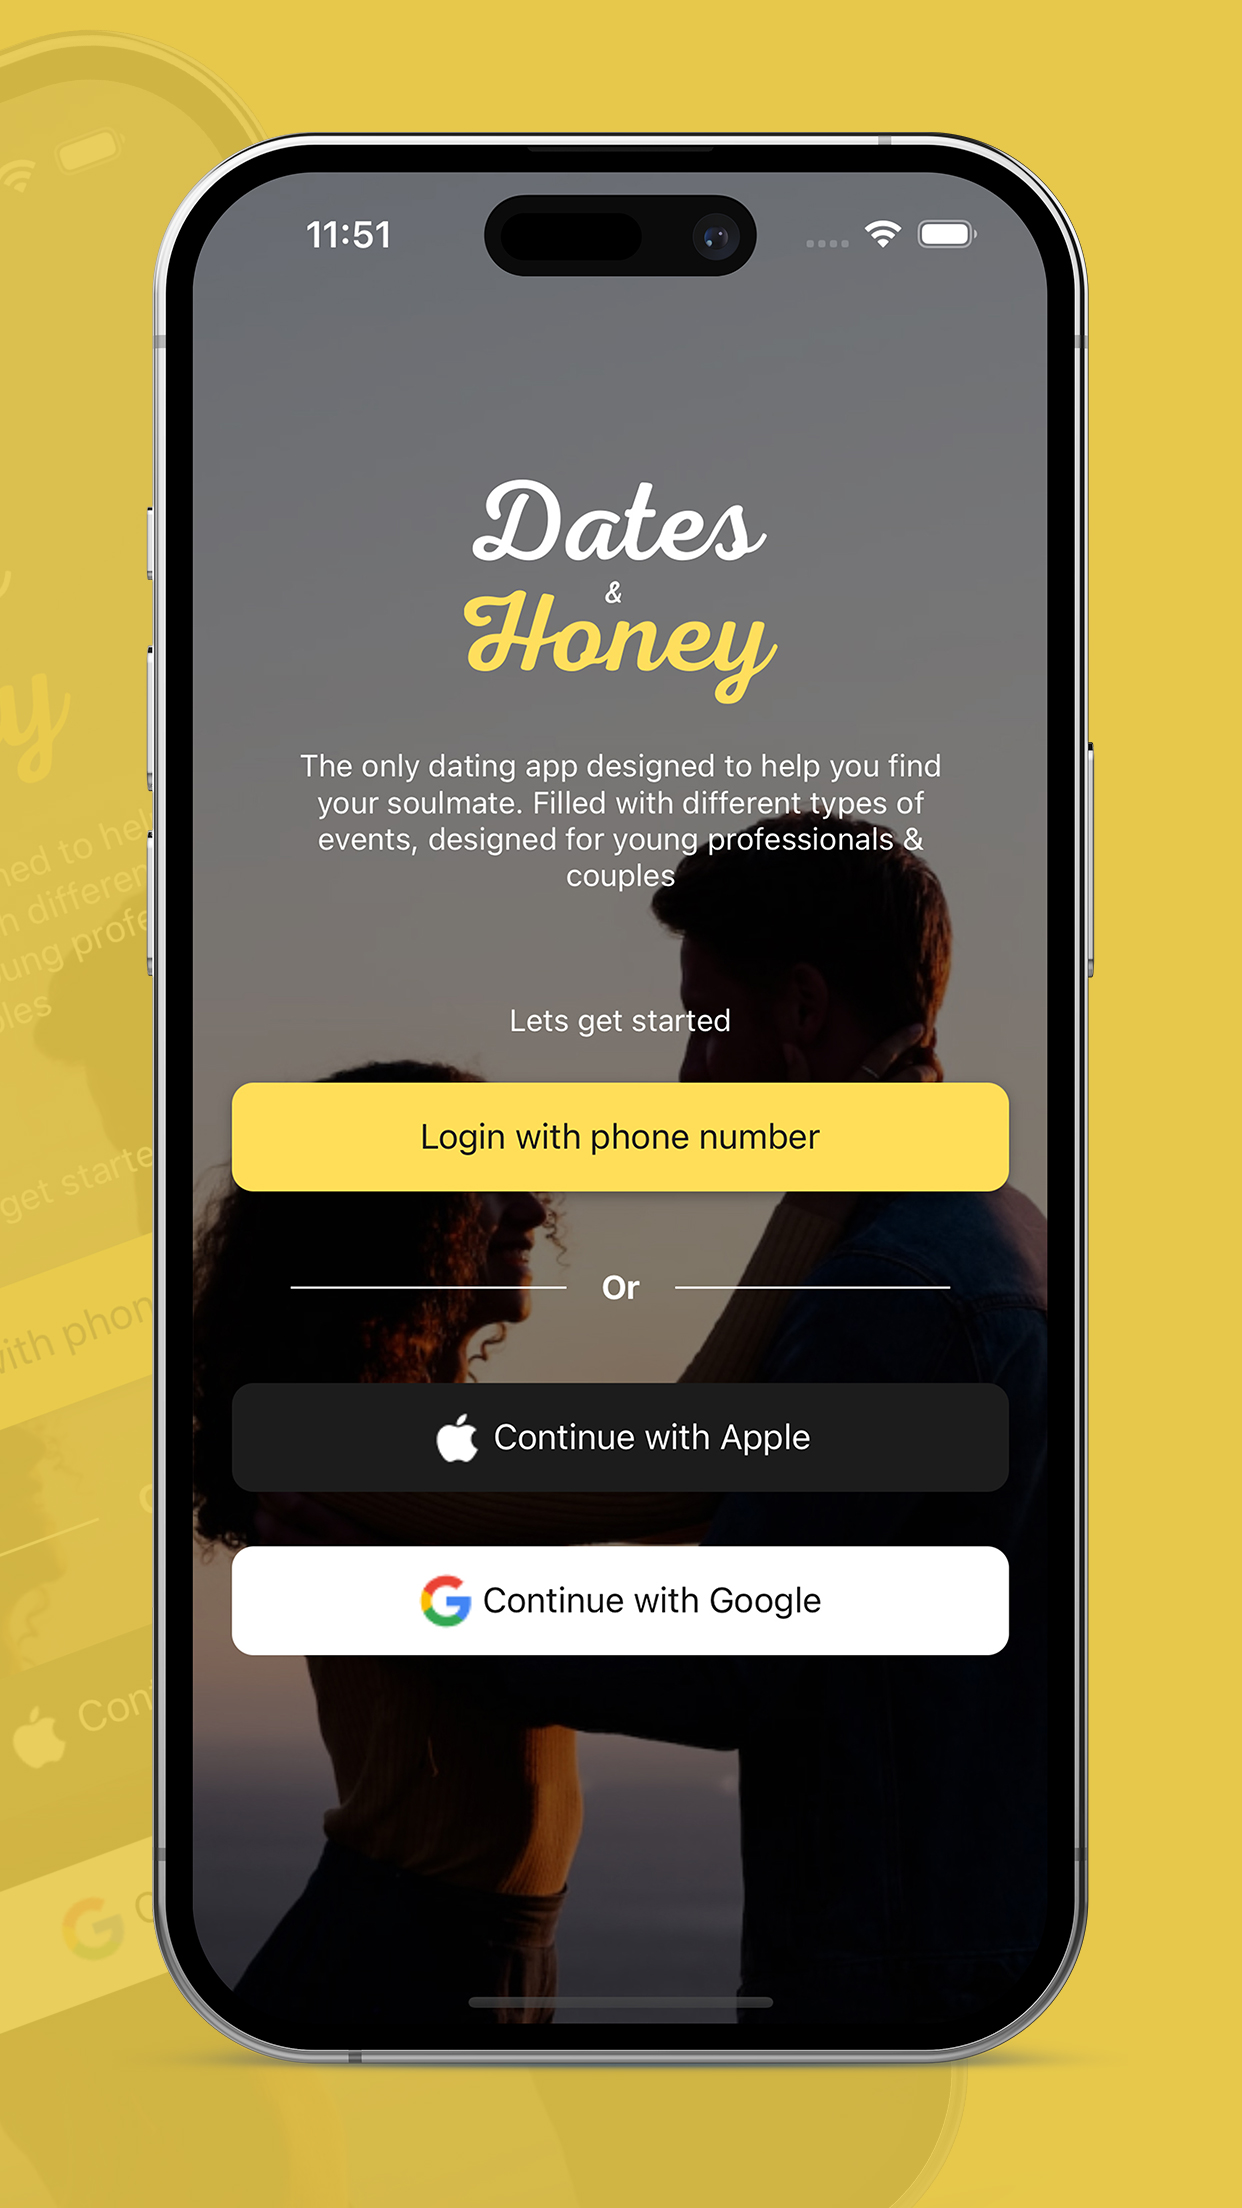 11:51
Dates
&
Honey
The only dating app designed to help you find
your soulmate. Filled with different types of
events, designed for young professionals &
couples
Lets get started
Login with phone number
Or
Continue with Apple
Continue with Google